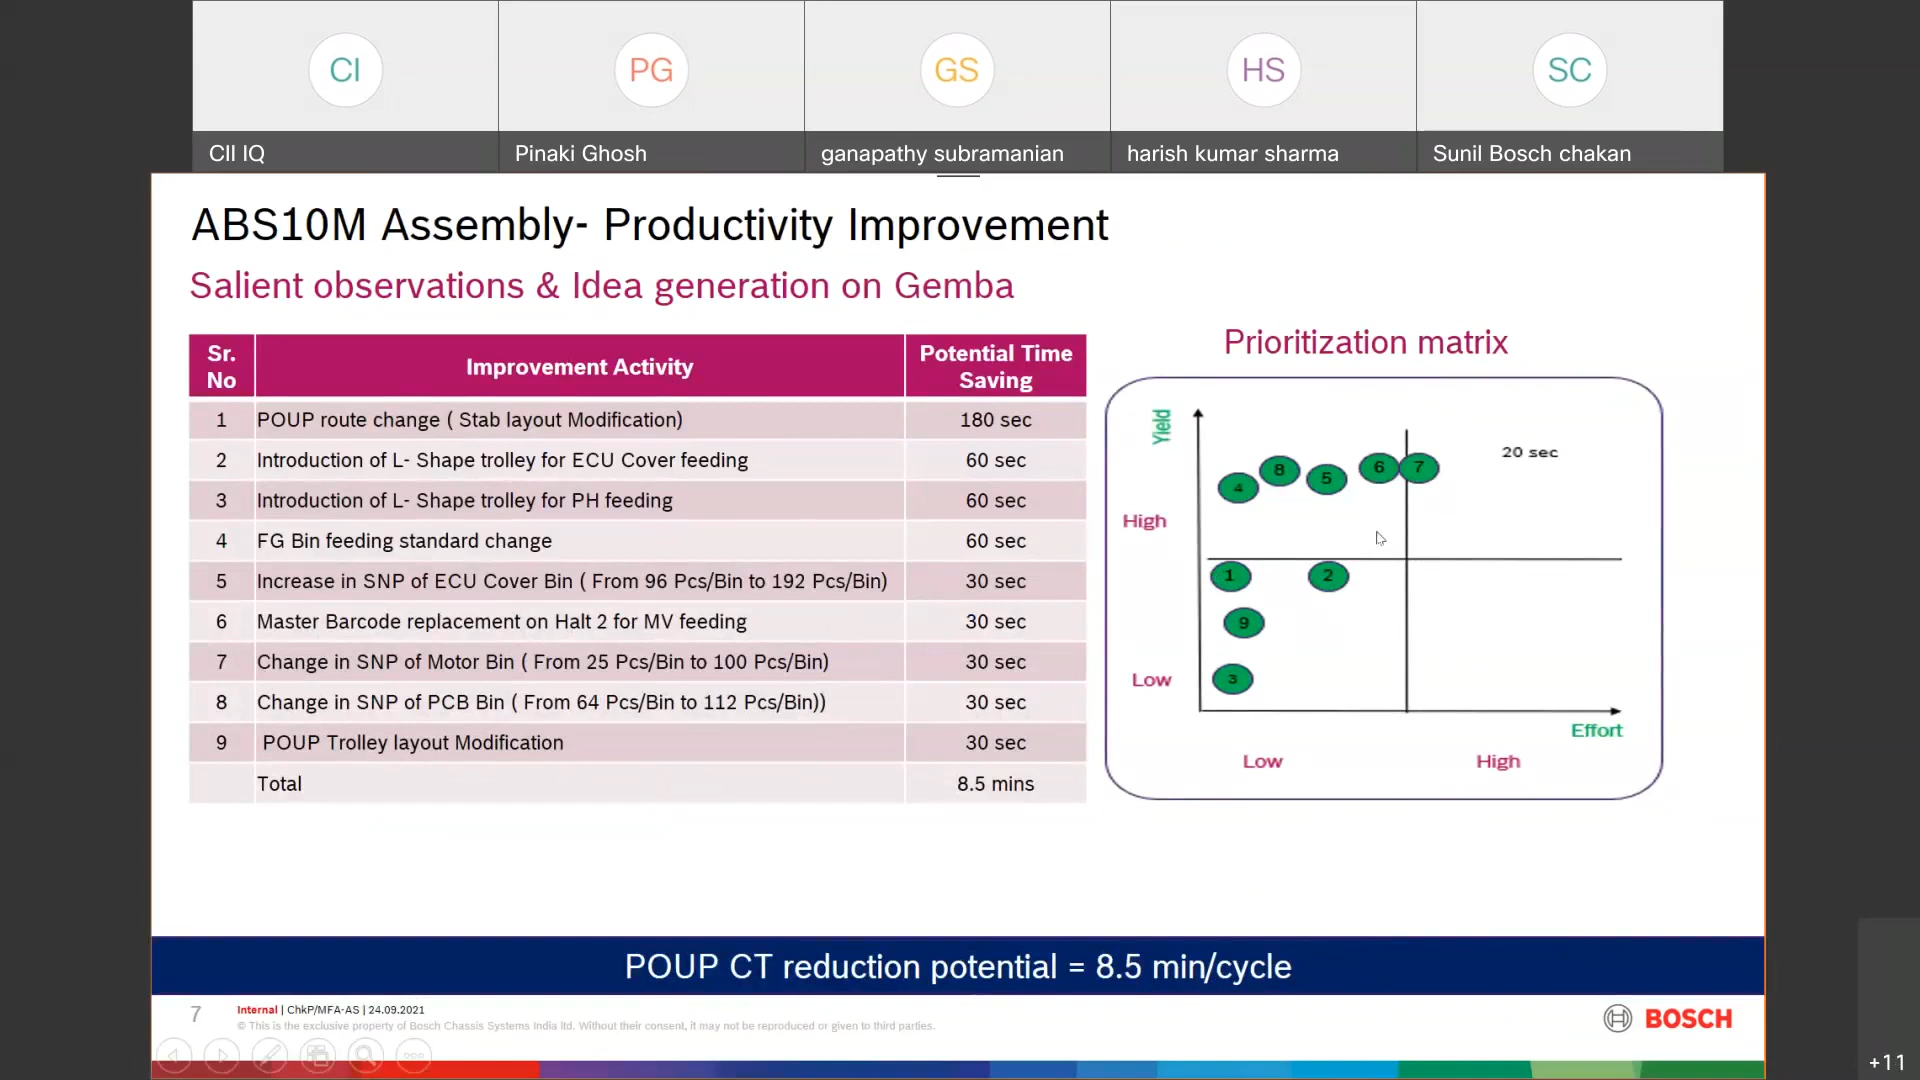 CI
PG
GS
HS
SC
CII IQ
Pinaki Ghosh
ganapathy subramanian
harish kumar sharma
Sunil Bosch chakan
ABS10M Assembly- Productivity Improvement
Salient observations & Idea generation on Gemba
Sr. No Improvement Activity Potential Time Saving
1 POUP route change ( Stab layout Modification) 180 sec
2 Introduction of L- Shape trolley for ECU Cover feeding 60 sec
3 Introduction of L- Shape trolley for PH feeding 60 sec
4 FG Bin feeding standard change 60 sec
5 Increase in SNP of ECU Cover Bin ( From 96 Pcs/Bin to 192 Pcs/Bin) 30 sec
6 Master Barcode replacement on Halt 2 for MV feeding 30 sec
7 Change in SNP of Motor Bin ( From 25 Pcs/Bin to 100 Pcs/Bin) 30 sec
8 Change in SNP of PCB Bin ( From 64 Pcs/Bin to 112 Pcs/Bin)) 30 sec
9 POUP Trolley layout Modification 30 sec
Total 8.5 mins
Prioritization matrix
Yield
20 sec
4 8 5 6 7
High
1 2
9
Low
3
Effort
Low High
POUP CT reduction potential = 8.5 min/cycle
7
Internal | ChkP/MFA-AS | 24.09.2021
© This is the exclusive property of Bosch Chassis Systems India ltd. Without their consent, it may not be reproduced or given to third parties.
BOSCH
+11